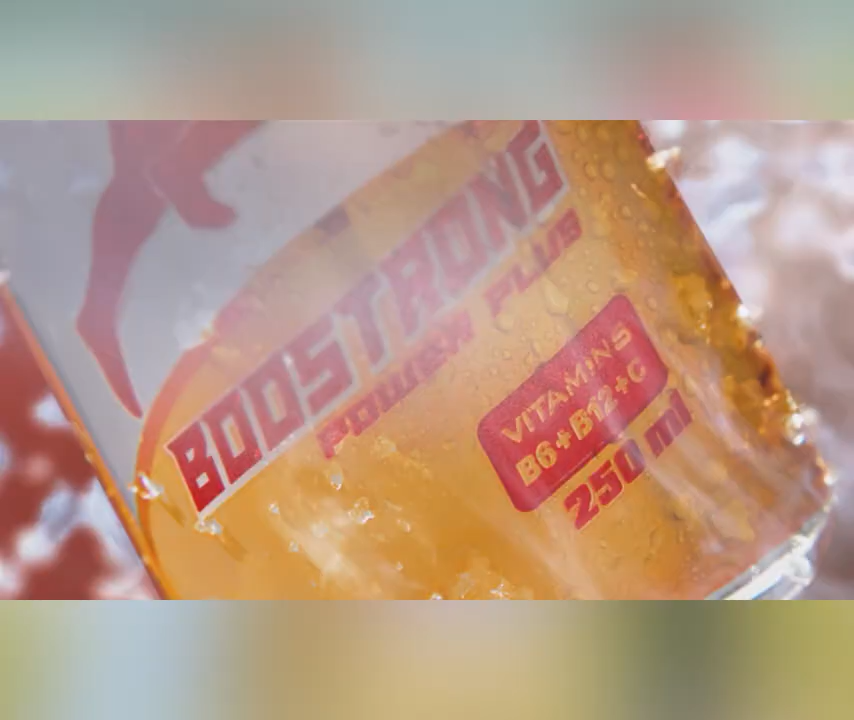 BOOSTRONG
POWER PLUS
VITAMINS
B6+B12+C
250 ml